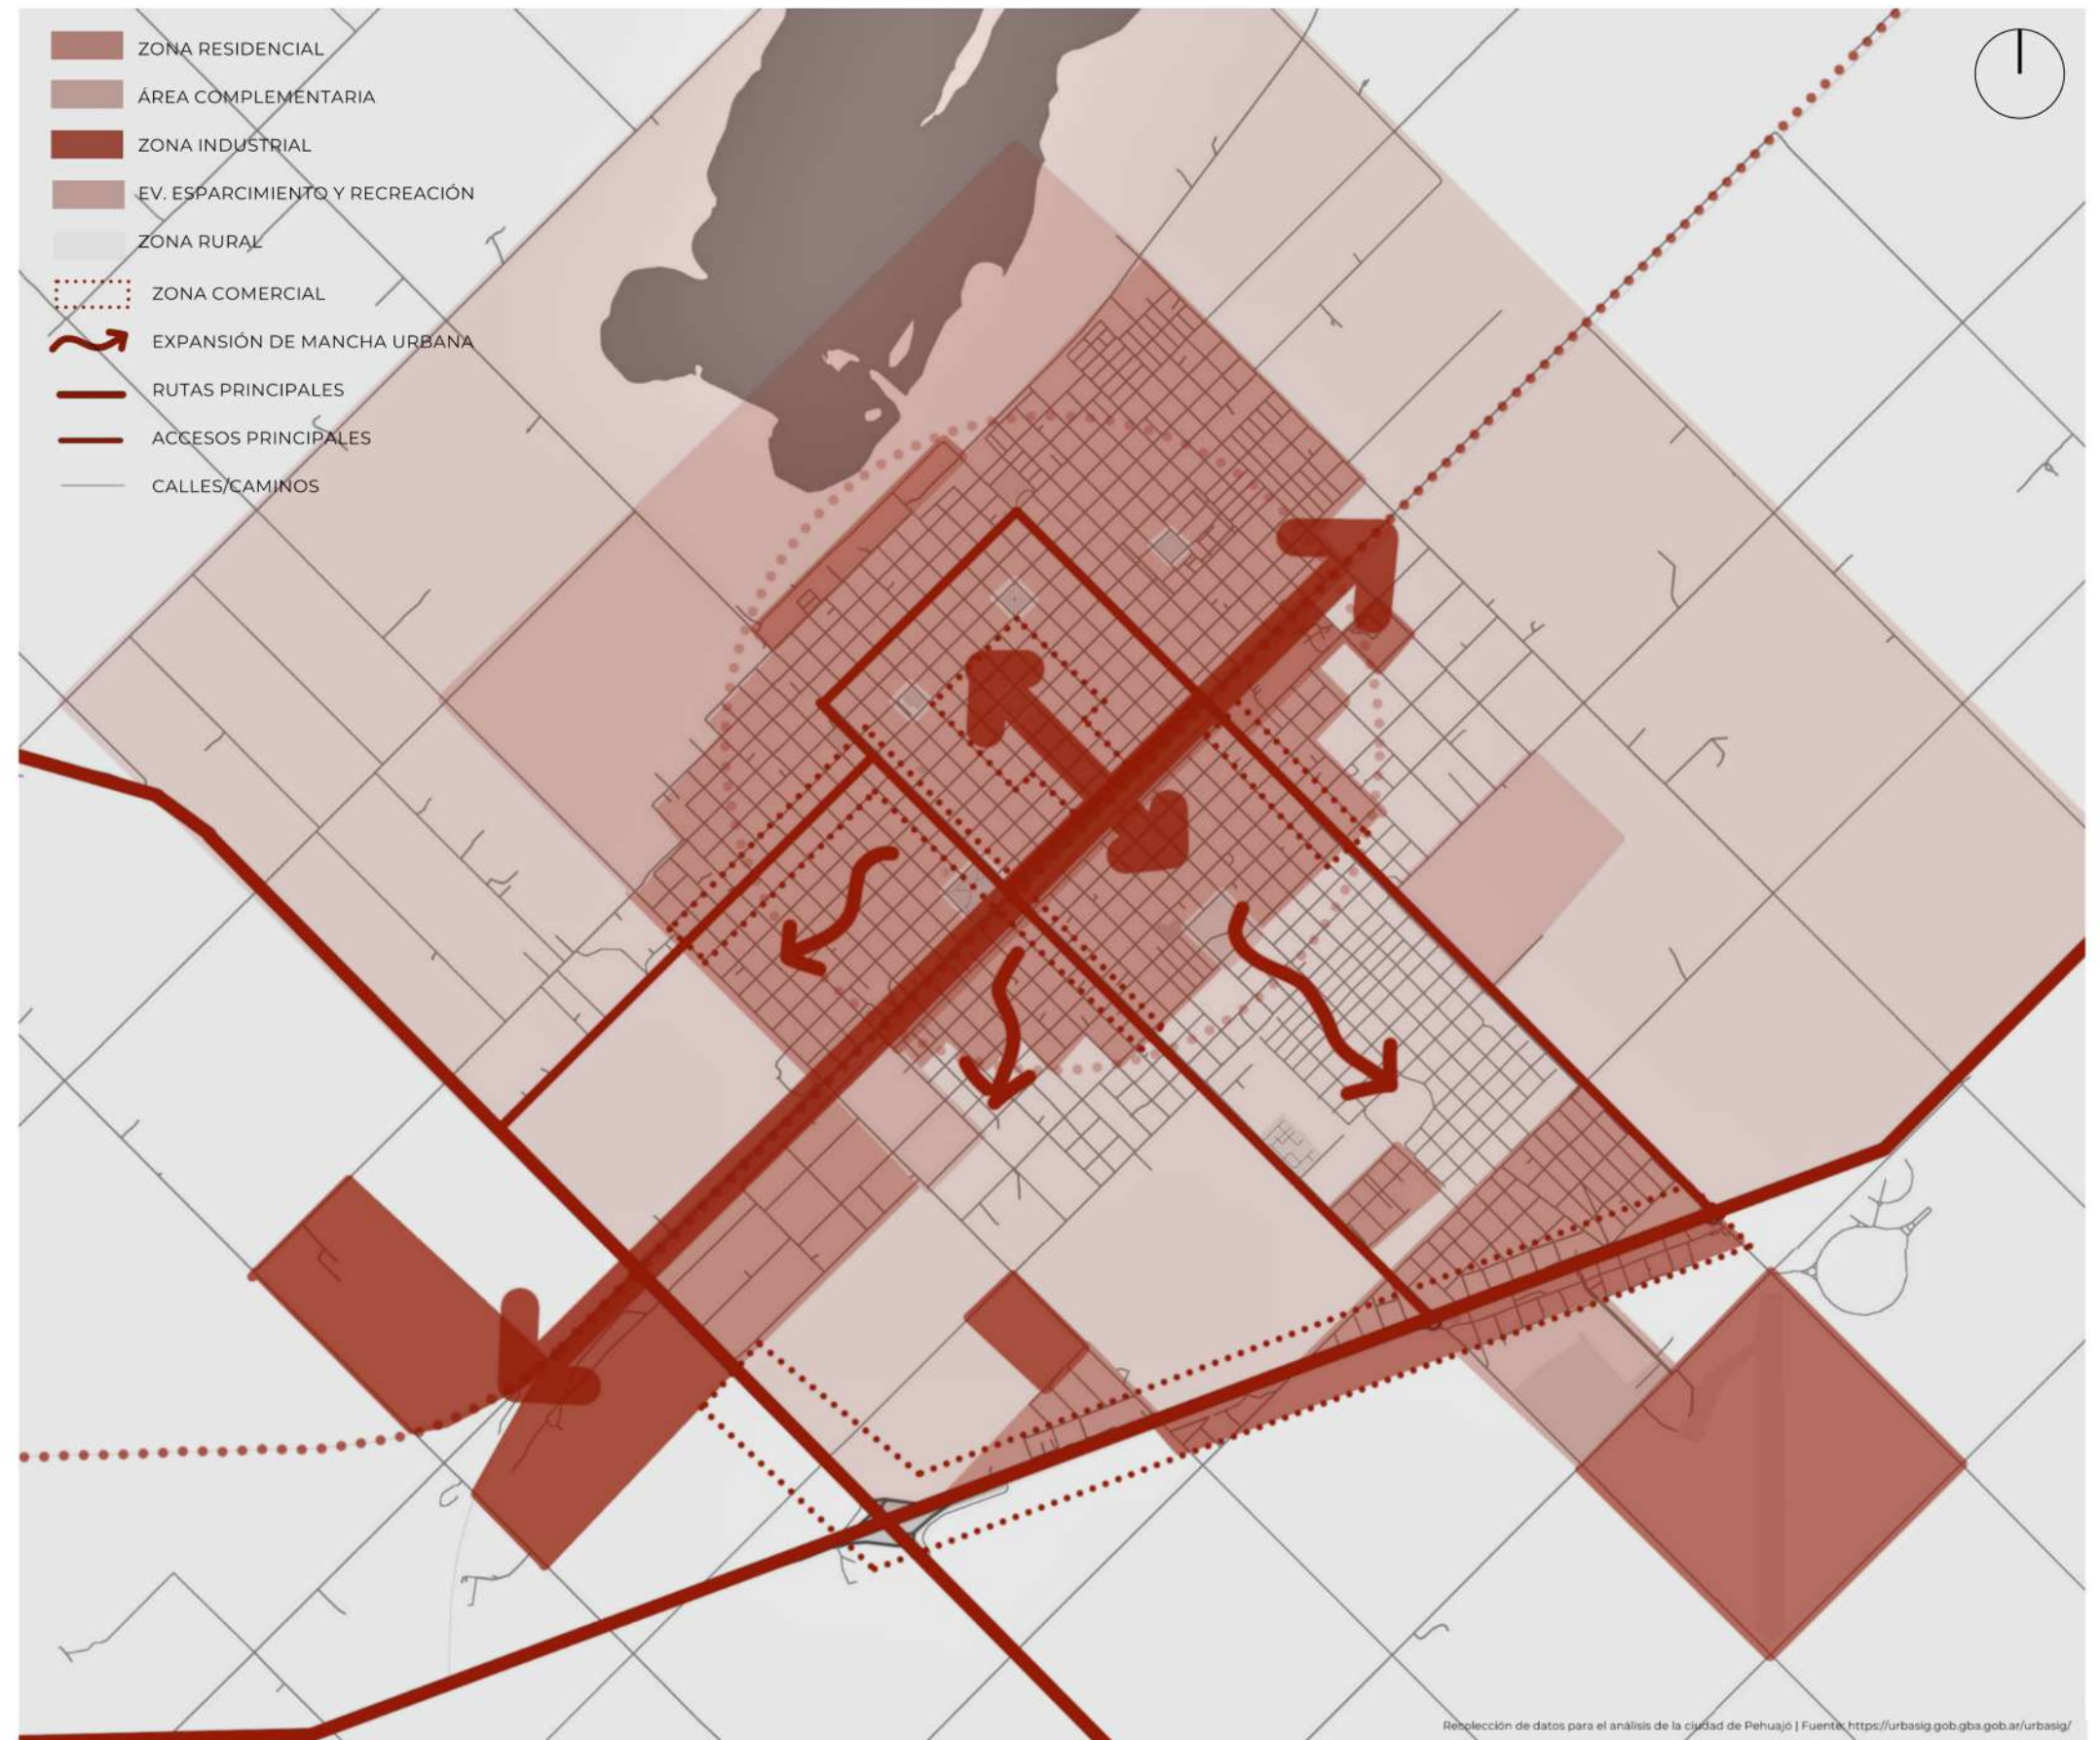 ZONA RESIDENCIAL
ÁREA COMPLEMENTARIA
ZONA INDUSTRIAL
EV. ESPARCIMIENTO Y RECREACIÓN
ZONA RURAL
ZONA COMERCIAL
EXPANSIÓN DE MANCHA URBANA
RUTAS PRINCIPALES
ACCESOS PRINCIPALES
CALLES/CAMINOS
Recolección de datos para el análisis de la ciudad de Pehuajó | Fuente: https://urbasig.gob.gba.gob.ar/urbasig/